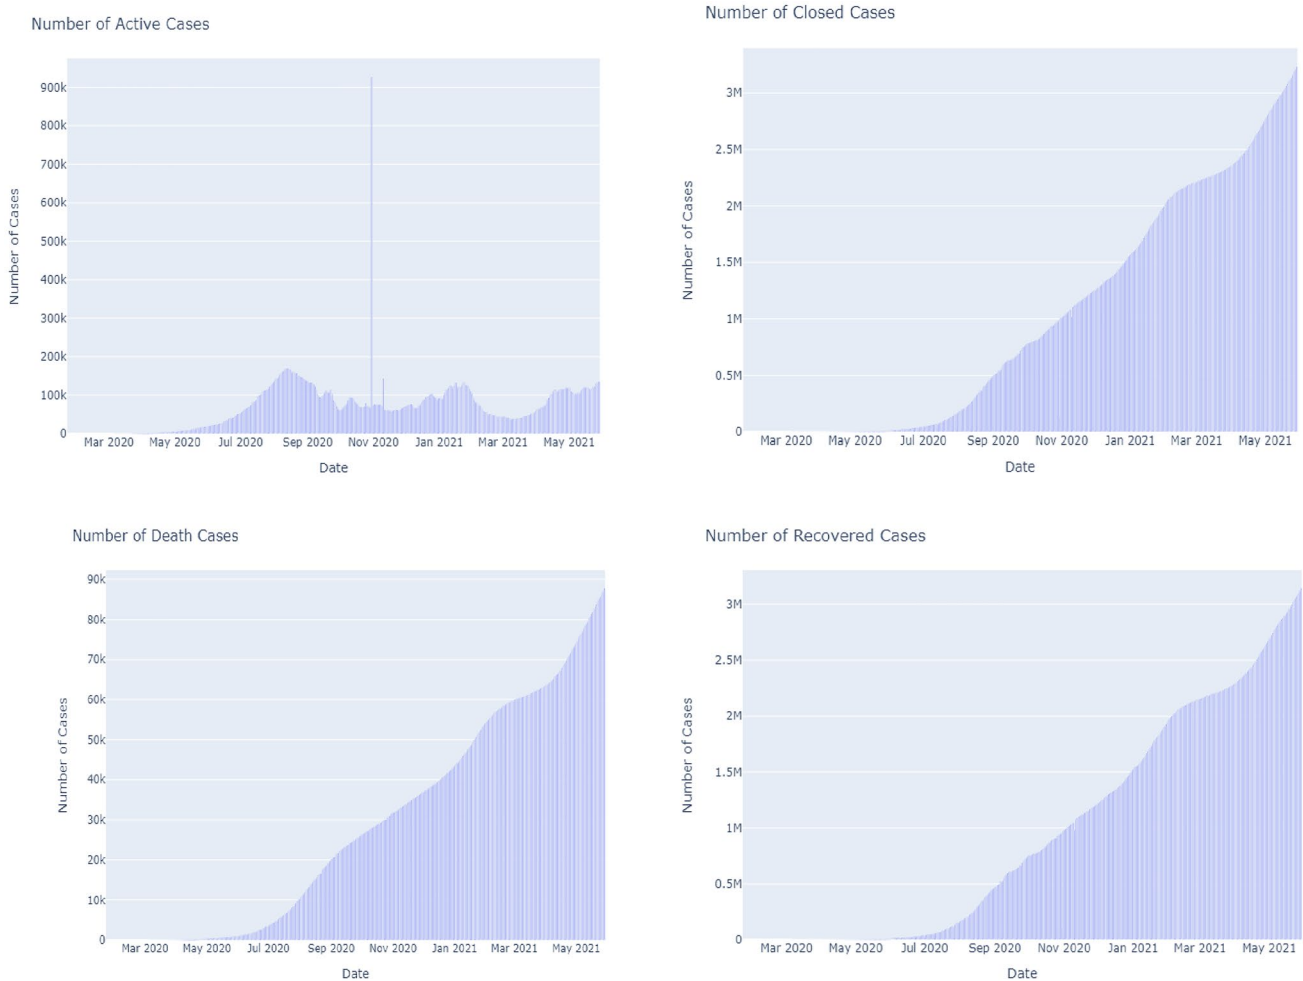 Number of Active Cases
Number of Cases
900k
800k
700k
600k
500k
400k
300k
200k
100k
0
Mar 2020 May 2020 Jul 2020 Sep 2020 Nov 2020 Jan 2021 Mar 2021 May 2021
Date
Number of Closed Cases
Number of Cases
3M
2.5M
2M
1.5M
1M
0.5M
0
Mar 2020 May 2020 Jul 2020 Sep 2020 Nov 2020 Jan 2021 Mar 2021 May 2021
Date
Number of Death Cases
Number of Cases
90k
80k
70k
60k
50k
40k
30k
20k
10k
0
Mar 2020 May 2020 Jul 2020 Sep 2020 Nov 2020 Jan 2021 Mar 2021 May 2021
Date
Number of Recovered Cases
Number of Cases
3M
2.5M
2M
1.5M
1M
0.5M
0
Mar 2020 May 2020 Jul 2020 Sep 2020 Nov 2020 Jan 2021 Mar 2021 May 2021
Date